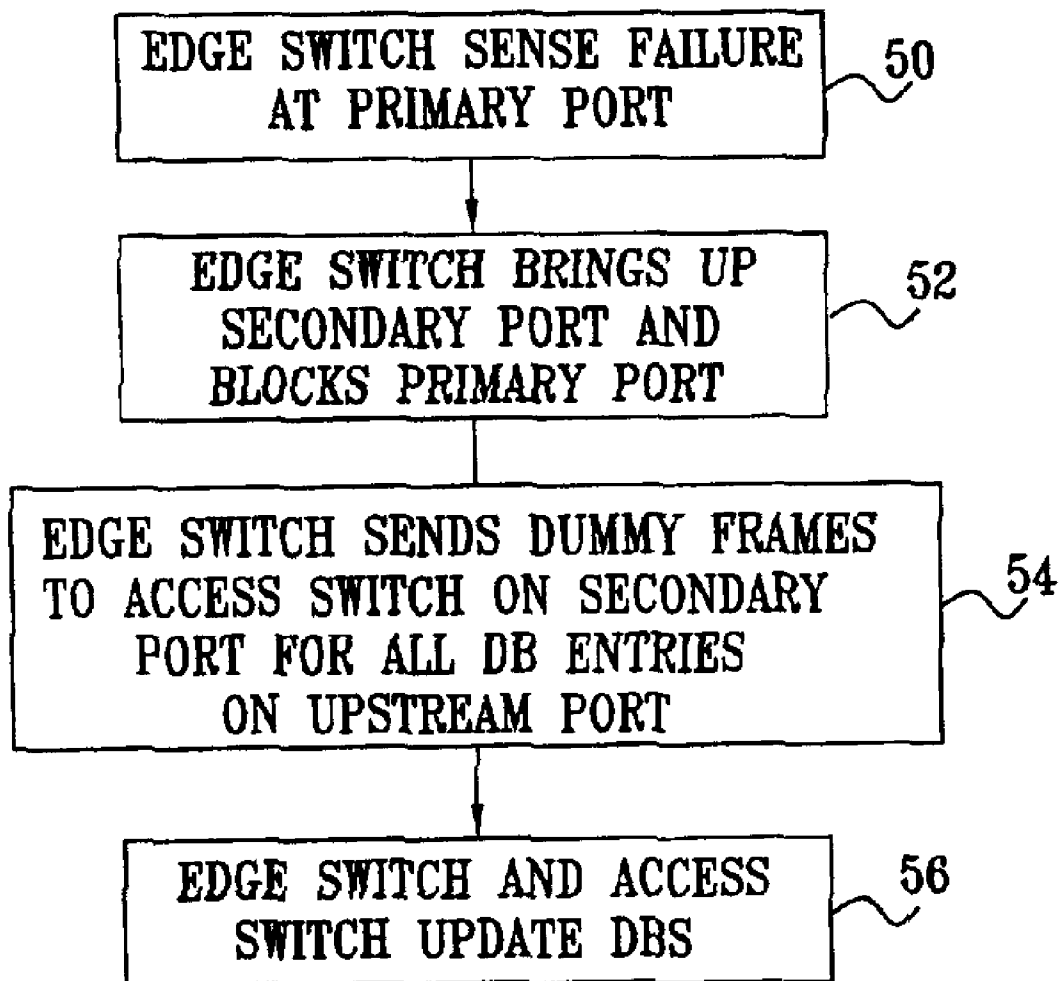 EDGE SWITCH SENSE FAILURE
AT PRIMARY PORT
50
EDGE SWITCH BRINGS UP
SECONDARY PORT AND
BLOCKS PRIMARY PORT
52
EDGE SWITCH SENDS DUMMY FRAMES
TO ACCESS SWITCH ON SECONDARY
PORT FOR ALL DB ENTRIES
ON UPSTREAM PORT
54
EDGE SWITCH AND ACCESS
SWITCH UPDATE DBS
56